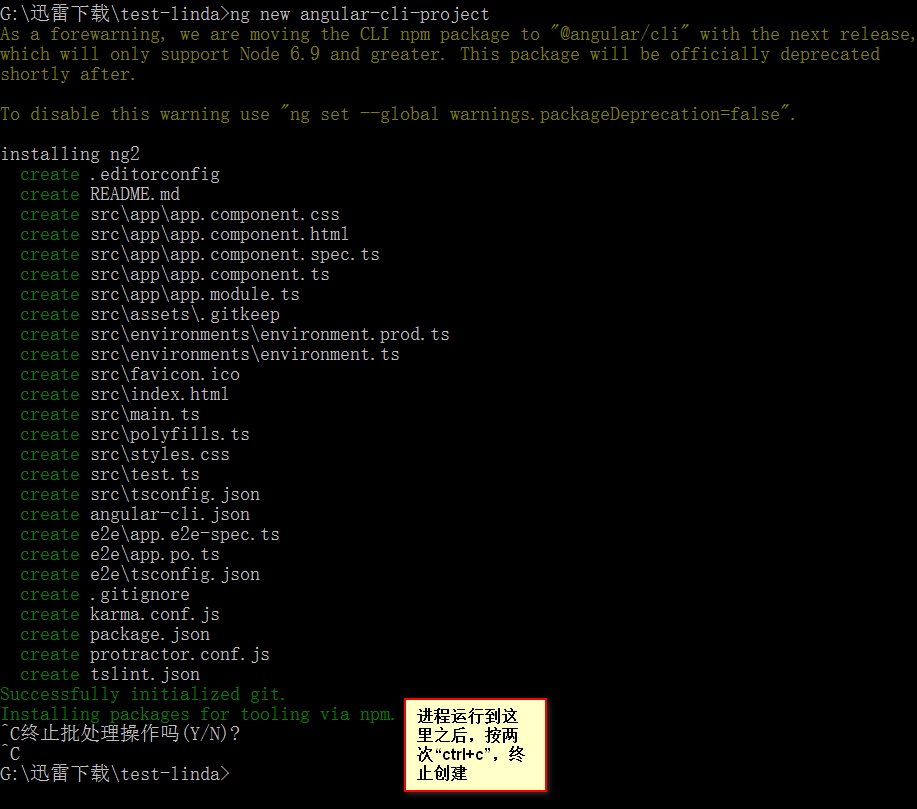 G:\迅雷下载\test-linda>ng new angular-cli-project
As a forewarning, we are moving the CLI npm package to "@angular/cli" with the next release,
which will only support Node 6.9 and greater. This package will be officially deprecated
shortly after.
To disable this warning use "ng set --global warnings.packageDeprecation=false".
installing ng2
create .editorconfig
create README.md
create src\app\app.component.css
create src\app\app.component.html
create src\app\app.component.spec.ts
create src\app\app.component.ts
create src\app\app.module.ts
create src\assets\.gitkeep
create src\environments\environment.prod.ts
create src\environments\environment.ts
create src\favicon.ico
create src\index.html
create src\main.ts
create src\polyfills.ts
create src\styles.css
create src\test.ts
create src\tsconfig.json
create angular-cli.json
create e2e\app.e2e-spec.ts
create e2e\app.po.ts
create e2e\tsconfig.json
create .gitignore
create karma.conf.js
create package.json
create protractor.conf.js
create tslint.json
Successfully initialized git.
Installing packages for tooling via npm.
^C终止批处理操作吗(Y/N)?
^C
G:\迅雷下载\test-linda>
进程运行到这
里之后，按两
次“ctrl+c”，终
止创建